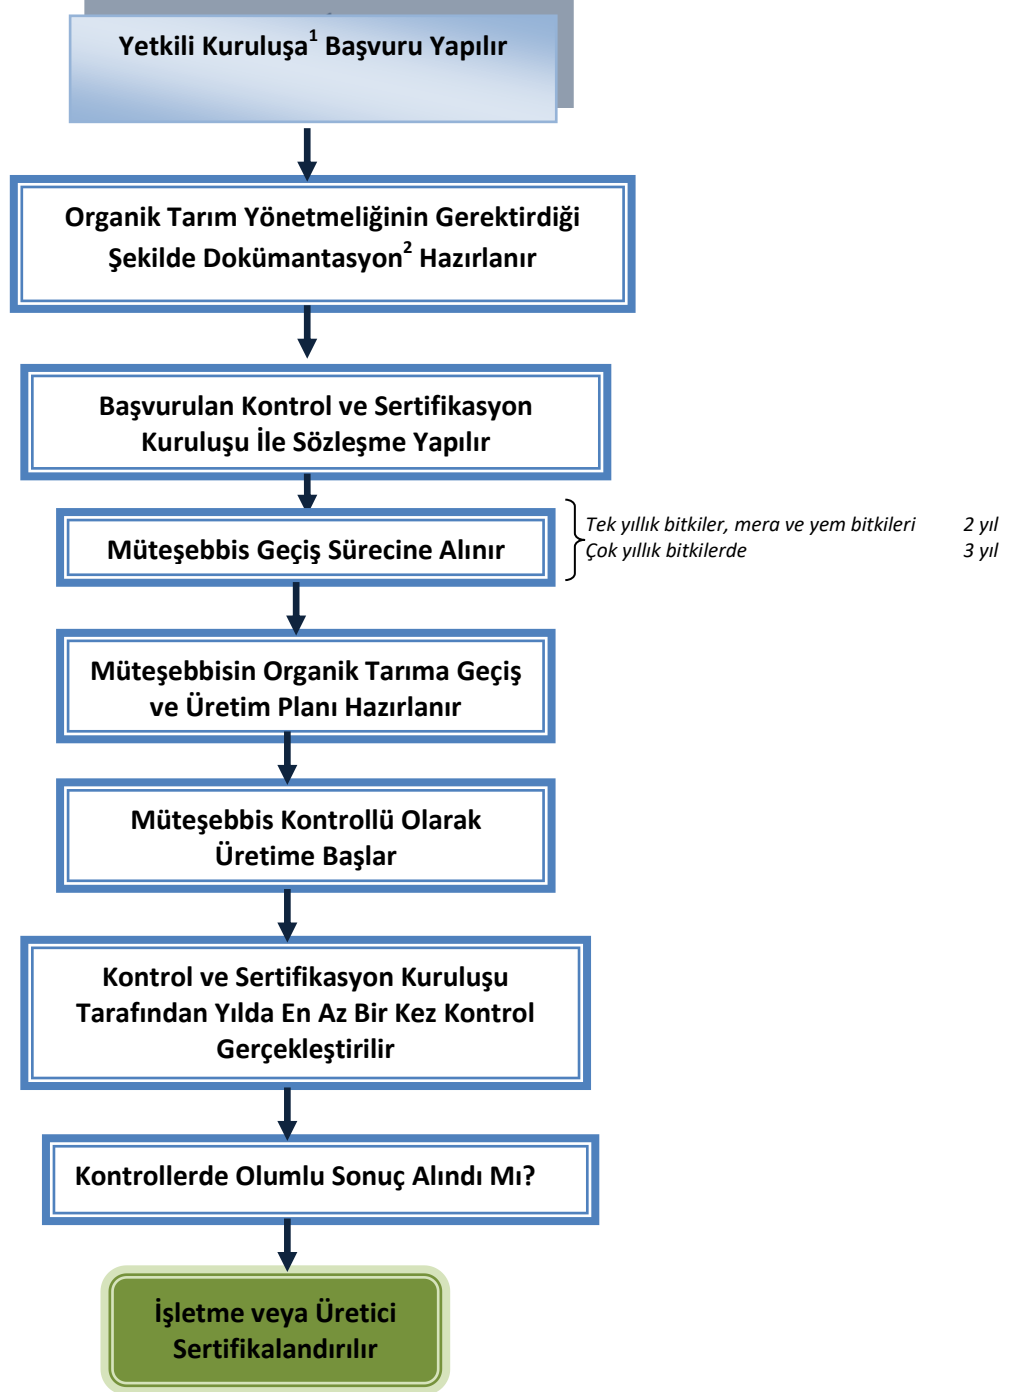 Yetkili Kuruluşa¹ Başvuru Yapılır
Organik Tarım Yönetmeliğinin Gerektirdiği
Şekilde Dokümantasyon² Hazırlanır
Başvurulan Kontrol ve Sertifikasyon
Kuruluşu İle Sözleşme Yapılır
Müteşebbis Geçiş Sürecine Alınır
Tek yıllık bitkiler, mera ve yem bitkileri 2 yıl
Çok yıllık bitkilerde 3 yıl
Müteşebbisin Organik Tarıma Geçiş
ve Üretim Planı Hazırlanır
Müteşebbis Kontrollü Olarak
Üretime Başlar
Kontrol ve Sertifikasyon Kuruluşu
Tarafından Yılda En Az Bir Kez Kontrol
Gerçekleştirilir
Kontrollerde Olumlu Sonuç Alındı Mı?
İşletme veya Üretici
Sertifikalandırılır